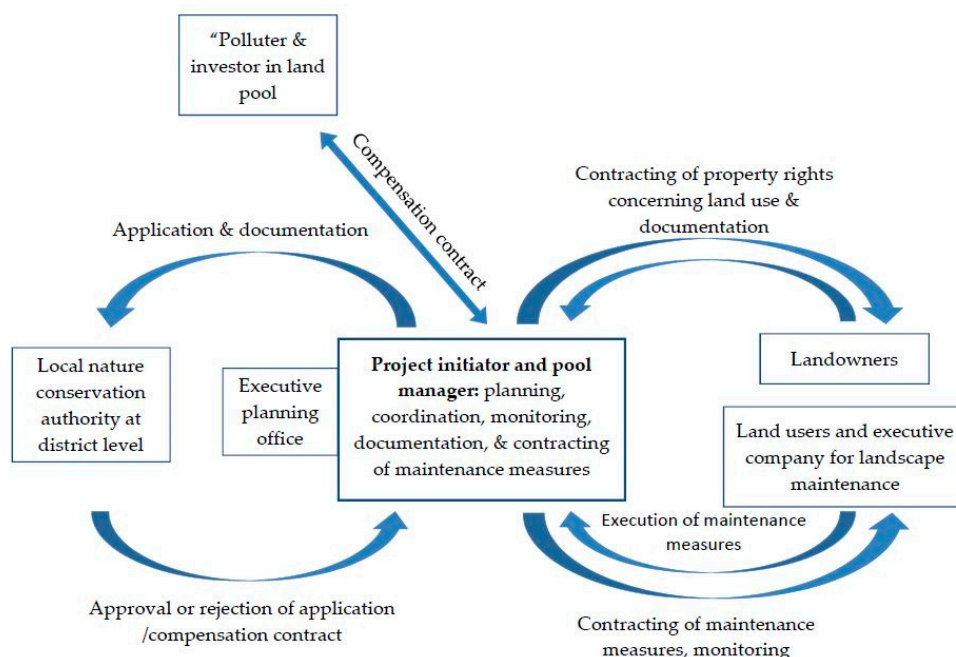 “Polluter &
investor in land
pool
Compensation contract
Contracting of property rights
concerning land use &
documentation
Application & documentation
Local nature
conservation
authority at
district level
Executive
planning
office
Project initiator and pool
manager: planning,
coordination, monitoring,
documentation, & contracting
of maintenance measures
Landowners
Land users and executive
company for landscape
maintenance
Execution of maintenance
measures
Approval or rejection of application
/compensation contract
Contracting of maintenance
measures, monitoring